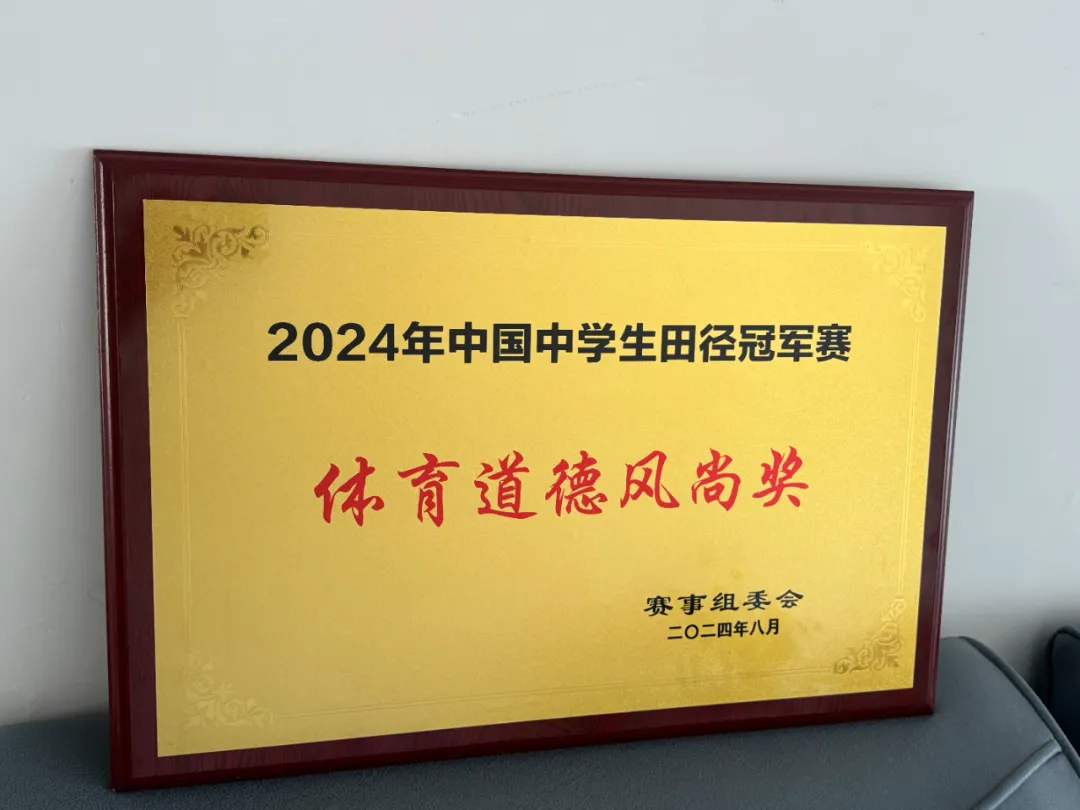 2024年中国中学生田径冠军赛
体育道德风尚奖
赛事组委会
二〇二四年八月